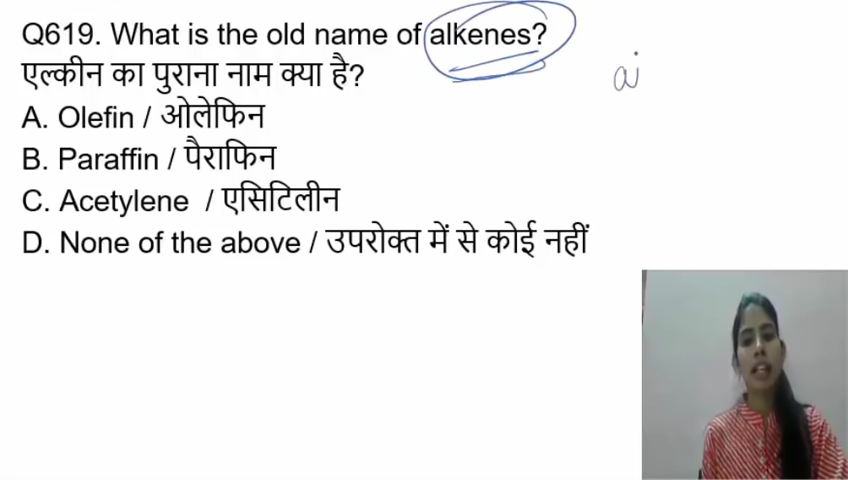 Q619. What is the old name of alkenes?
एल्कीन का पुराना नाम क्या है?
A. Olefin / ओलेफिन
B. Paraffin / पैराफिन
C. Acetylene / एसिटिलीन
D. None of the above / उपरोक्त में से कोई नहीं